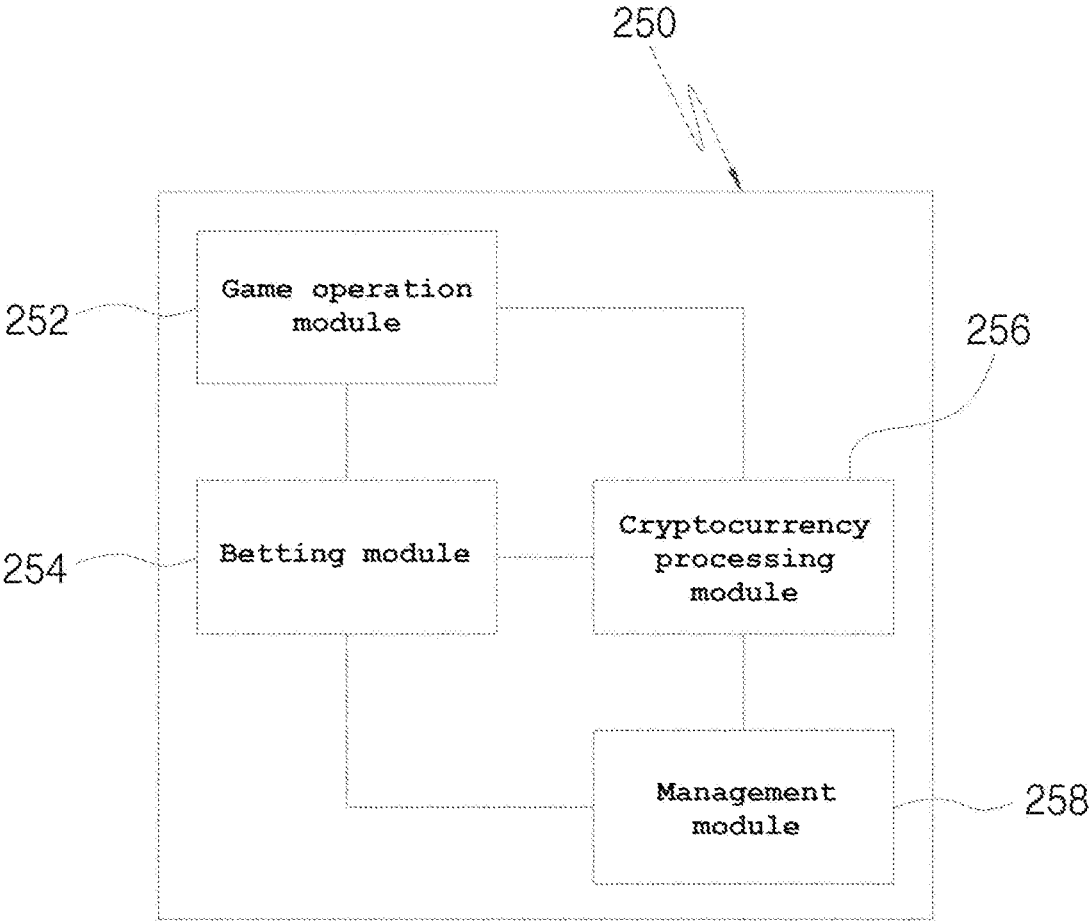 250
Game operation
module
252
256
Cryptocurrency
processing
module
Betting module
254
Management
module
258